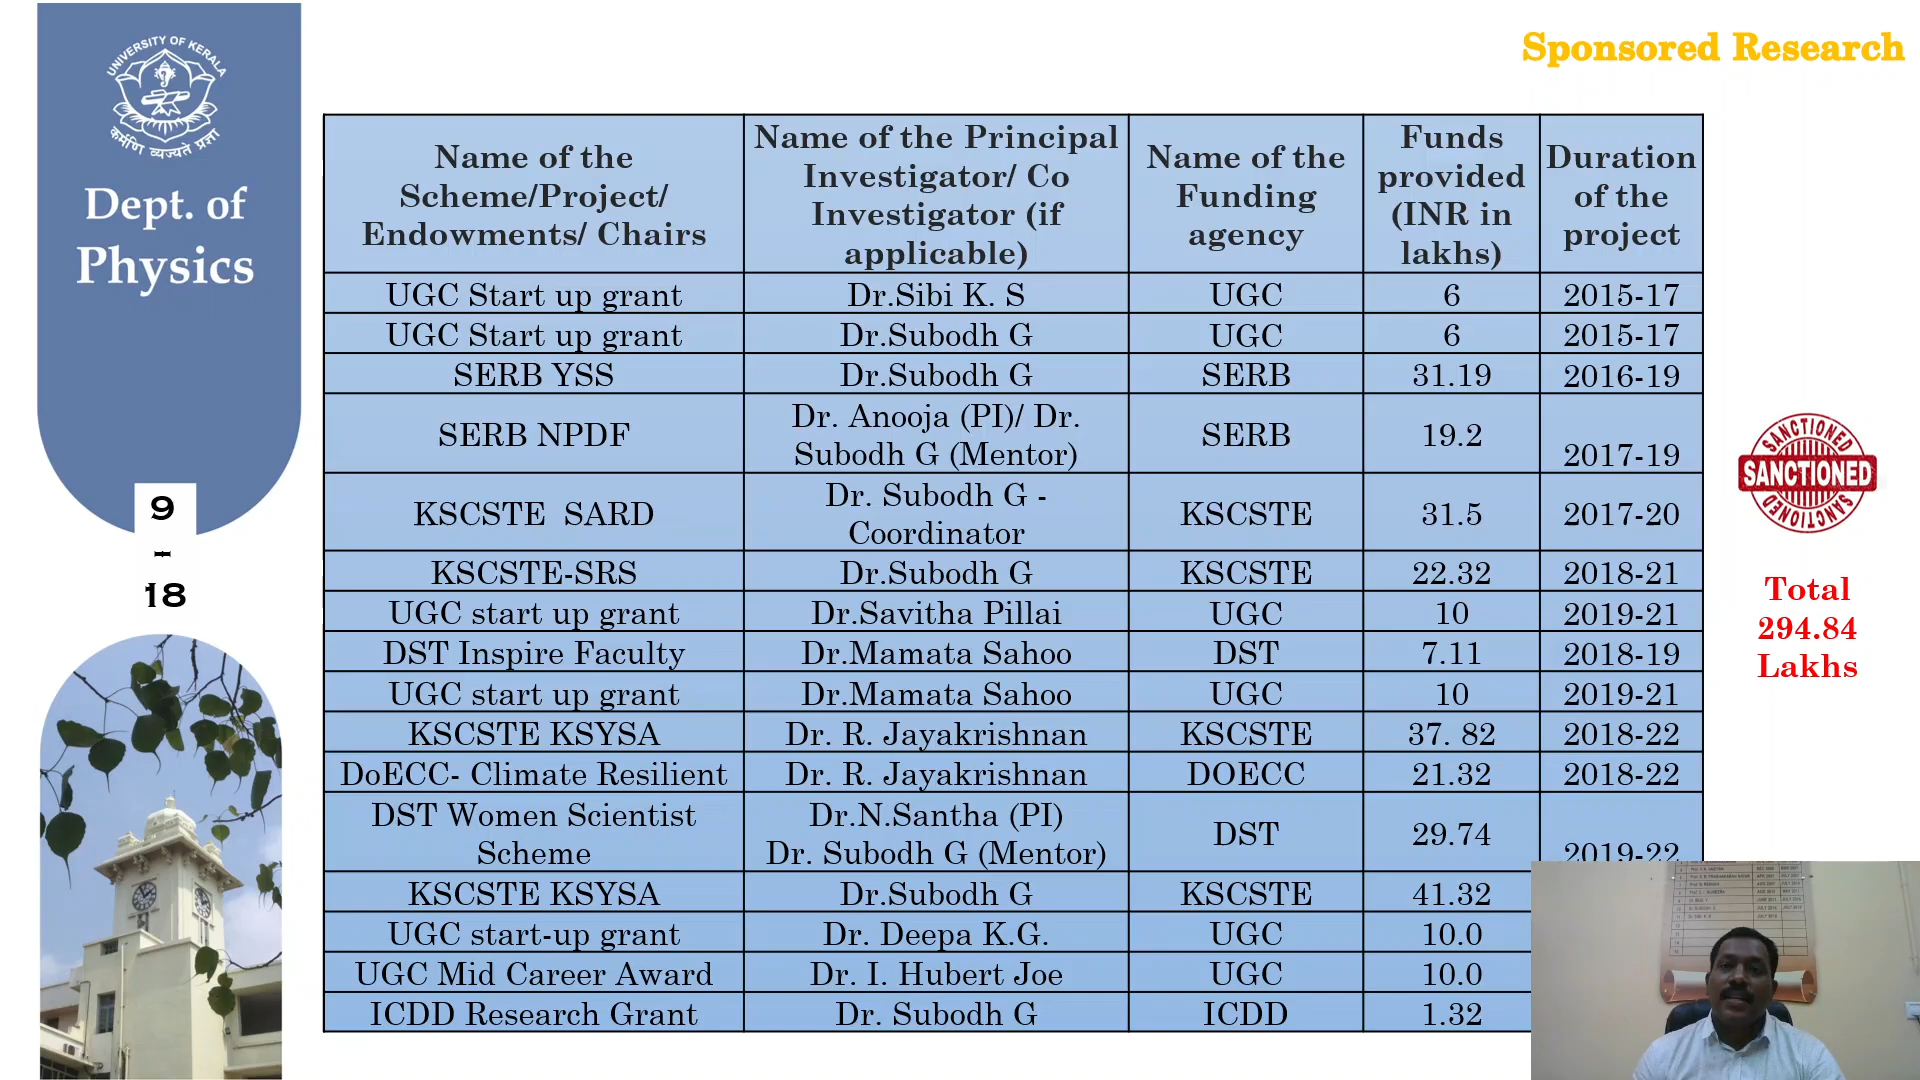 UNIVERSITY OF KERALA
कर्मणि व्यज्यते प्रज्ञा
Dept. of
Physics
9
-
18
Sponsored Research
Name of the
Scheme/Project/
Endowments/ Chairs
Name of the Principal
Investigator/ Co
Investigator (if
applicable)
Name of the
Funding
agency
Funds
provided
(INR in
lakhs)
Duration
of the
project
UGC Start up grant Dr.Sibi K. S UGC 6 2015-17
UGC Start up grant Dr.Subodh G UGC 6 2015-17
SERB YSS Dr.Subodh G SERB 31.19 2016-19
SERB NPDF
Dr. Anooja (PI)/ Dr.
Subodh G (Mentor)
SERB 19.2 2017-19
KSCSTE  SARD
Dr. Subodh G -
Coordinator
KSCSTE 31.5 2017-20
KSCSTE-SRS Dr.Subodh G KSCSTE 22.32 2018-21
UGC start up grant Dr.Savitha Pillai UGC 10 2019-21
DST Inspire Faculty Dr.Mamata Sahoo DST 7.11 2018-19
UGC start up grant Dr.Mamata Sahoo UGC 10 2019-21
KSCSTE KSYSA Dr. R. Jayakrishnan KSCSTE 37. 82 2018-22
DoECC- Climate Resilient Dr. R. Jayakrishnan DOECC 21.32 2018-22
DST Women Scientist
Scheme
Dr.N.Santha (PI)
Dr. Subodh G (Mentor)
DST 29.74 2019-22
KSCSTE KSYSA Dr.Subodh G KSCSTE 41.32
UGC start-up grant Dr. Deepa K.G. UGC 10.0
UGC Mid Career Award Dr. I. Hubert Joe UGC 10.0
ICDD Research Grant Dr. Subodh G ICDD 1.32
SANCTIONED
SANCTIONED
SANCTIONED
Total
294.84
Lakhs